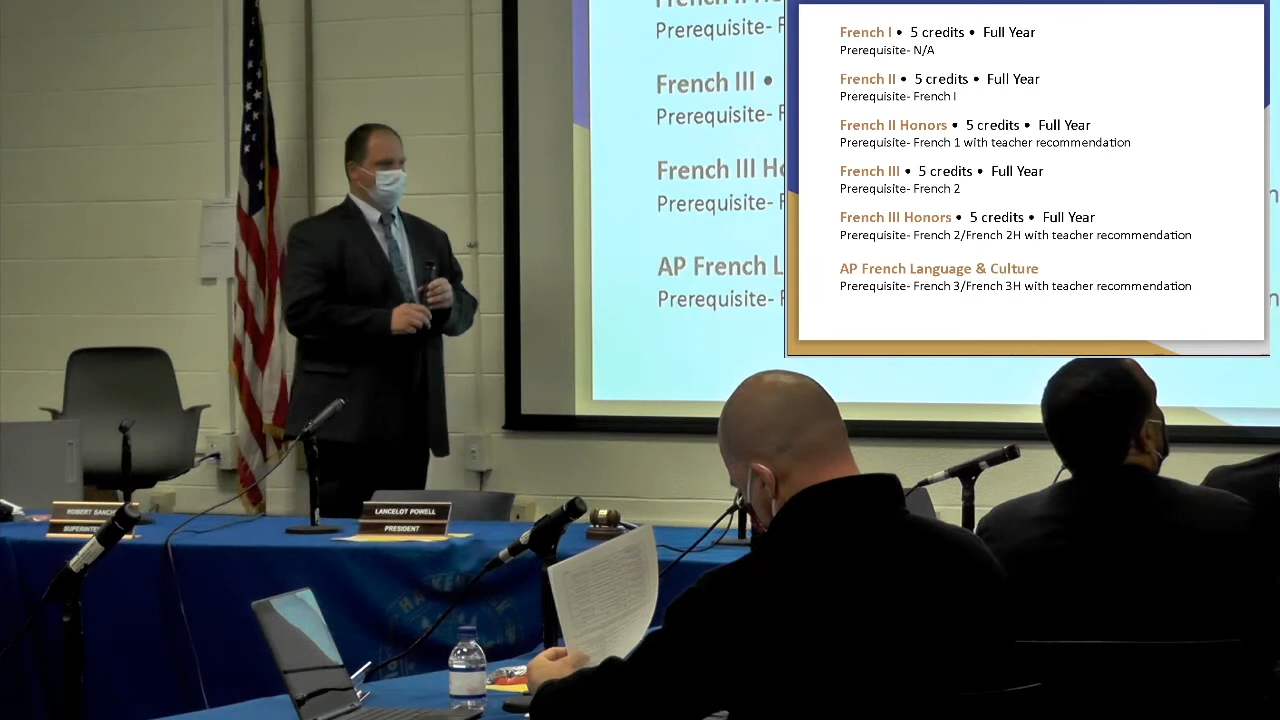 French II Honors
Prerequisite-
French III •
Prerequisite-
French III
Prerequisite-
AP French
Prerequisite-
French I • 5 credits • Full Year
Prerequisite- N/A
French II • 5 credits • Full Year
Prerequisite- French I
French II Honors • 5 credits • Full Year
Prerequisite- French 1 with teacher recommendation
French III • 5 credits • Full Year
Prerequisite- French 2
French III Honors • 5 credits • Full Year
Prerequisite- French 2/French 2H with teacher recommendation
AP French Language & Culture
Prerequisite- French 3/French 3H with teacher recommendation
ROBERT SANCH
SUPERINTE
LANCELOT POWELL
PRESIDENT